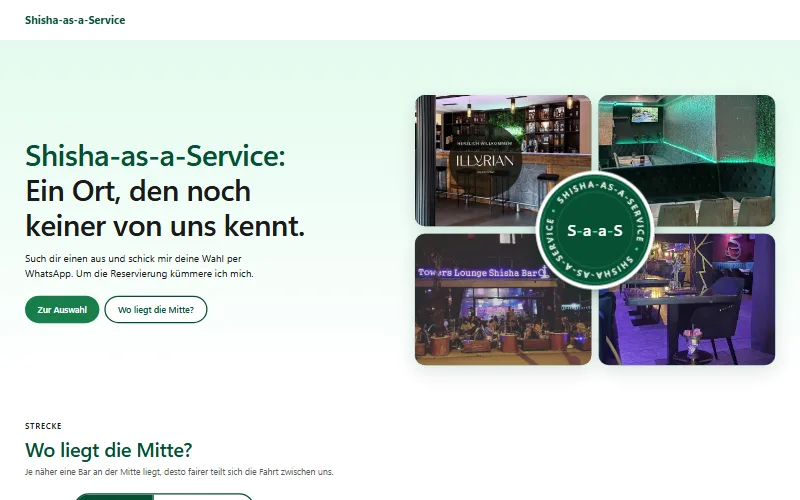 Shisha-as-a-Service
Shisha-as-a-Service:
Ein Ort, den noch
keiner von uns kennt.
Such dir einen aus und schick mir deine Wahl per
WhatsApp. Um die Reservierung kümmere ich mich.
Zur Auswahl
Wo liegt die Mitte?
HERZLICH WILLKOMMEN
ILLYRIAN
Towers Lounge Shisha Bar
SHISHA-AS-A-SERVICE • SHISHA-AS-A-SERVICE •
S-a-a-S
STRECKE
Wo liegt die Mitte?
Je näher eine Bar an der Mitte liegt, desto fairer teilt sich die Fahrt zwischen uns.